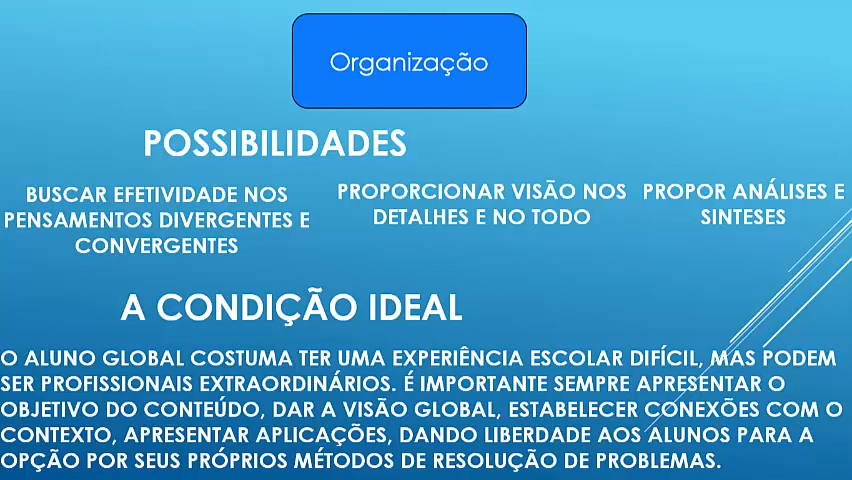 Organização
POSSIBILIDADES
BUSCAR EFETIVIDADE NOS
PENSAMENTOS DIVERGENTES E
CONVERGENTES
PROPORCIONAR VISÃO NOS
DETALHES E NO TODO
PROPOR ANÁLISES E
SINTESES
A CONDIÇÃO IDEAL
O ALUNO GLOBAL COSTUMA TER UMA EXPERIÊNCIA ESCOLAR DIFÍCIL, MAS PODEM
SER PROFISSIONAIS EXTRAORDINÁRIOS. É IMPORTANTE SEMPRE APRESENTAR O
OBJETIVO DO CONTEÚDO, DAR A VISÃO GLOBAL, ESTABELECER CONEXÕES COM O
CONTEXTO, APRESENTAR APLICAÇÕES, DANDO LIBERDADE AOS ALUNOS PARA A
OPÇÃO POR SEUS PRÓPRIOS MÉTODOS DE RESOLUÇÃO DE PROBLEMAS.